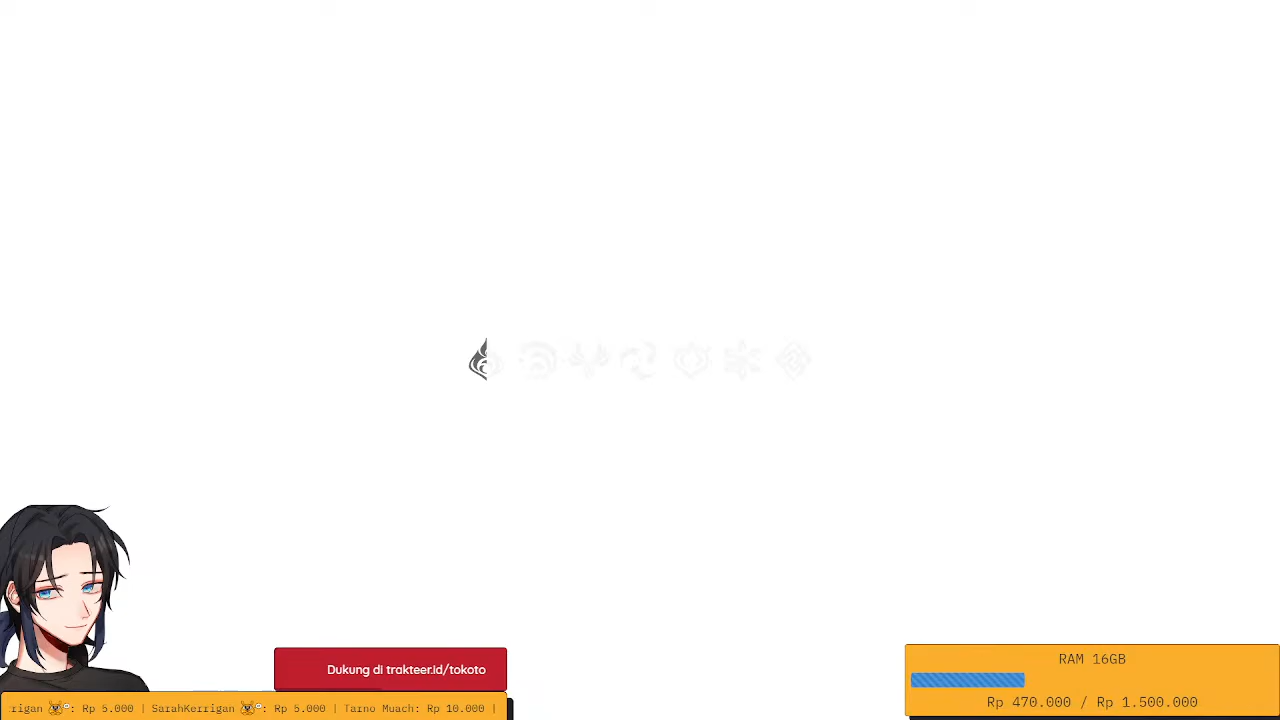 Dukung di trakteer.id/tokoto
rigan : Rp 5.000 | SarahKerrigan : Rp 5.000 | Tarno Muach: Rp 10.000 |
RAM 16GB
Rp 470.000 / Rp 1.500.000